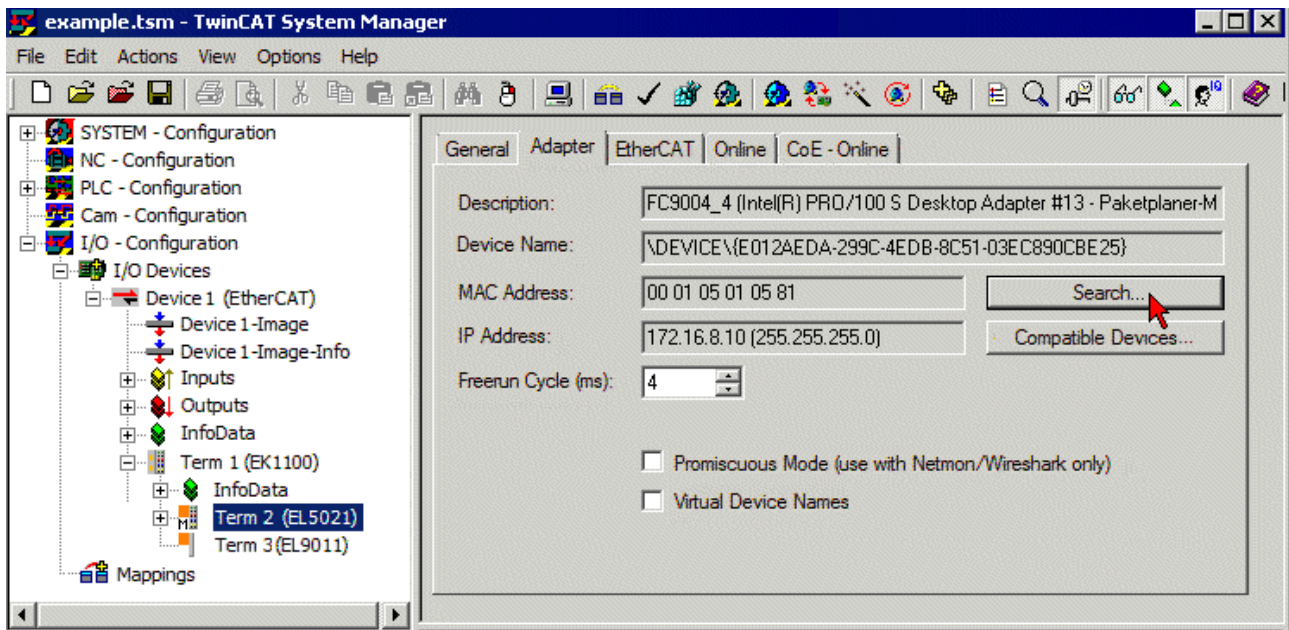 example.tsm - TwinCAT System Manager
File Edit Actions View Options Help
SYSTEM - Configuration
NC - Configuration
PLC - Configuration
Cam - Configuration
I/O - Configuration
I/O Devices
Device 1 (EtherCAT)
Device 1-Image
Device 1-Image-Info
Inputs
Outputs
InfoData
Term 1 (EK1100)
InfoData
Term 2 (EL5021)
Term 3 (EL9011)
Mappings
General Adapter EtherCAT Online CoE - Online
Description: FC9004_4 (Intel(R) PRO/100 S Desktop Adapter #13 - Paketplaner-M
Device Name: \DEVICE\{E012AEDA-299C-4EDB-8C51-03EC890CBE25}
MAC Address: 00 01 05 01 05 81 Search...
IP Address: 172.16.8.10 (255.255.255.0) Compatible Devices...
Freerun Cycle (ms): 4
Promiscuous Mode (use with Netmon/Wireshark only)
Virtual Device Names